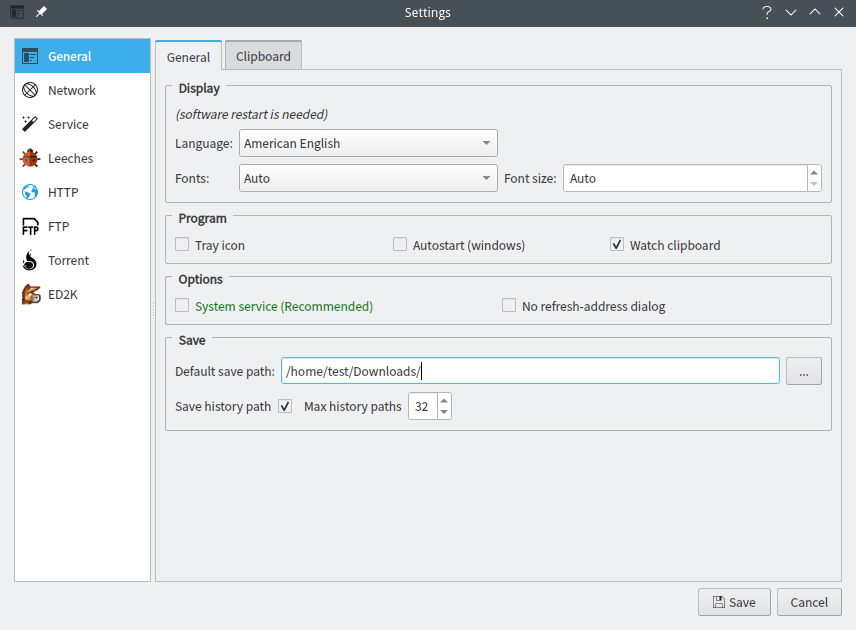 Settings
General
Network
Service
Leeches
HTTP
FTP
Torrent
ED2K
General Clipboard
Display
(software restart is needed)
Language: American English
Fonts: Auto Font size: Auto
Program
Tray icon Autostart (windows) Watch clipboard
Options
System service (Recommended) No refresh-address dialog
Save
Default save path: /home/test/Downloads/ ...
Save history path Max history paths 32
Save Cancel